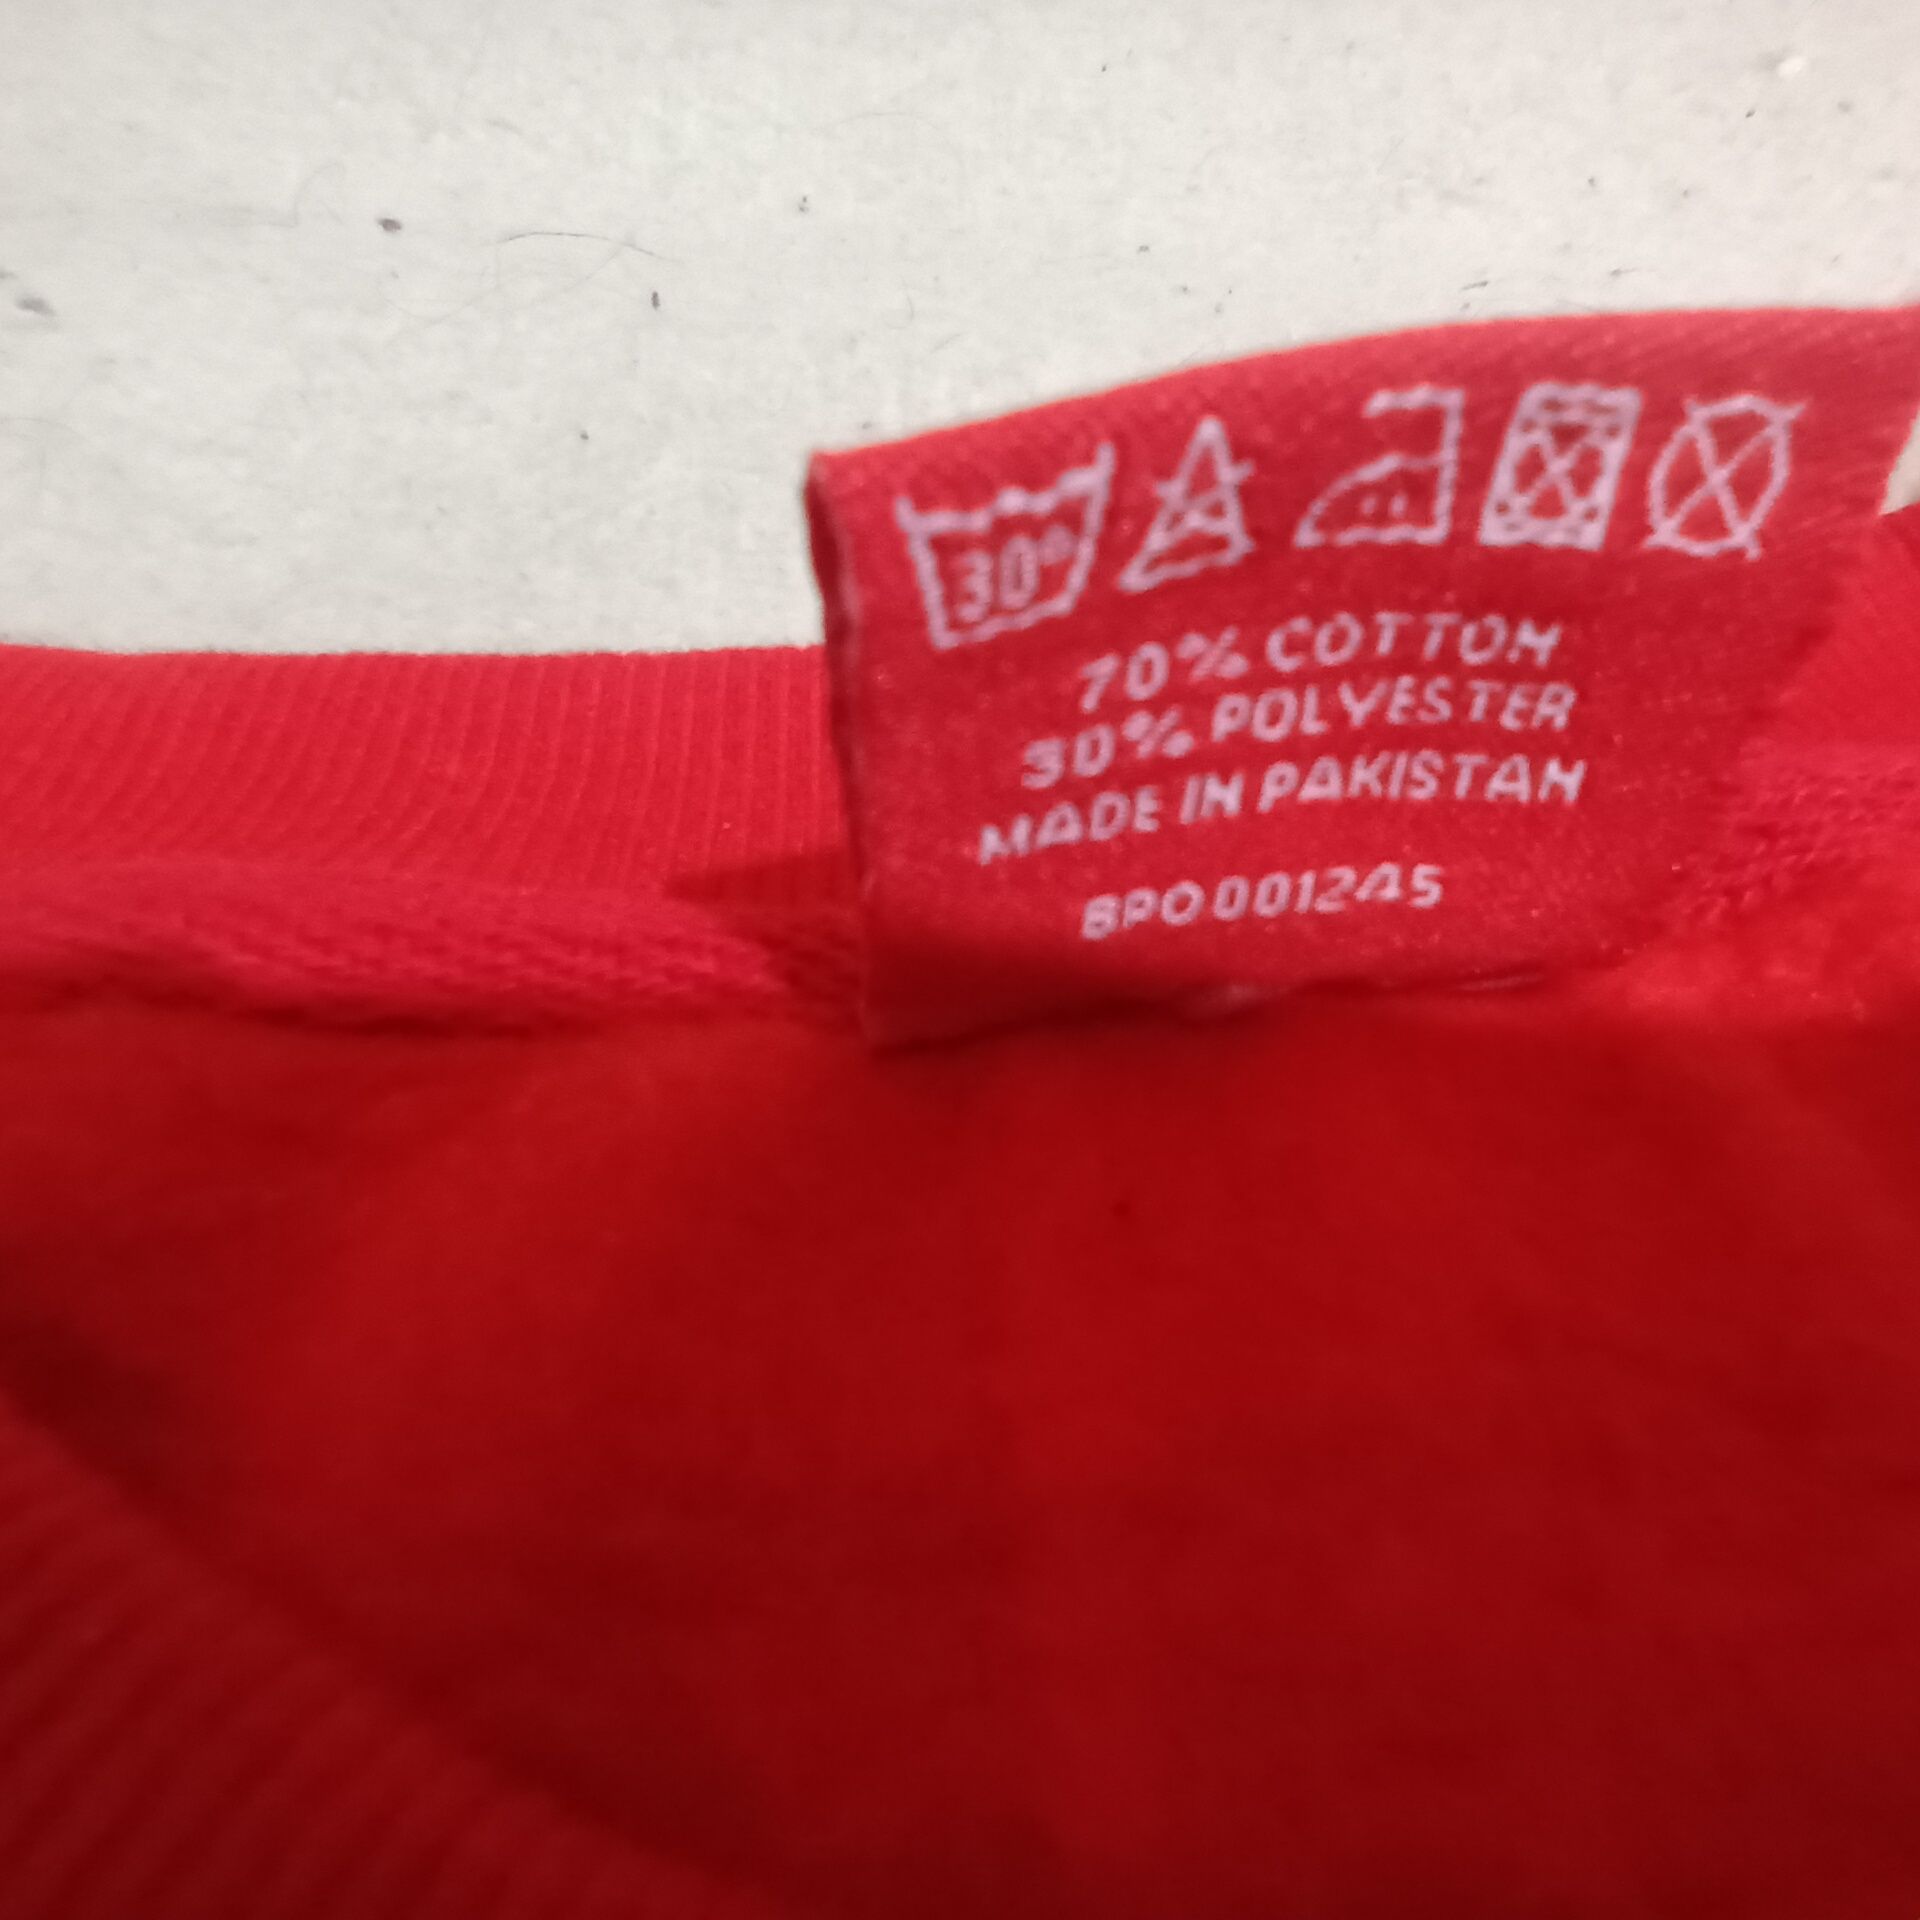 30°
70% COTTON
30% POLYESTER
MADE IN PAKISTAN
BPO001245